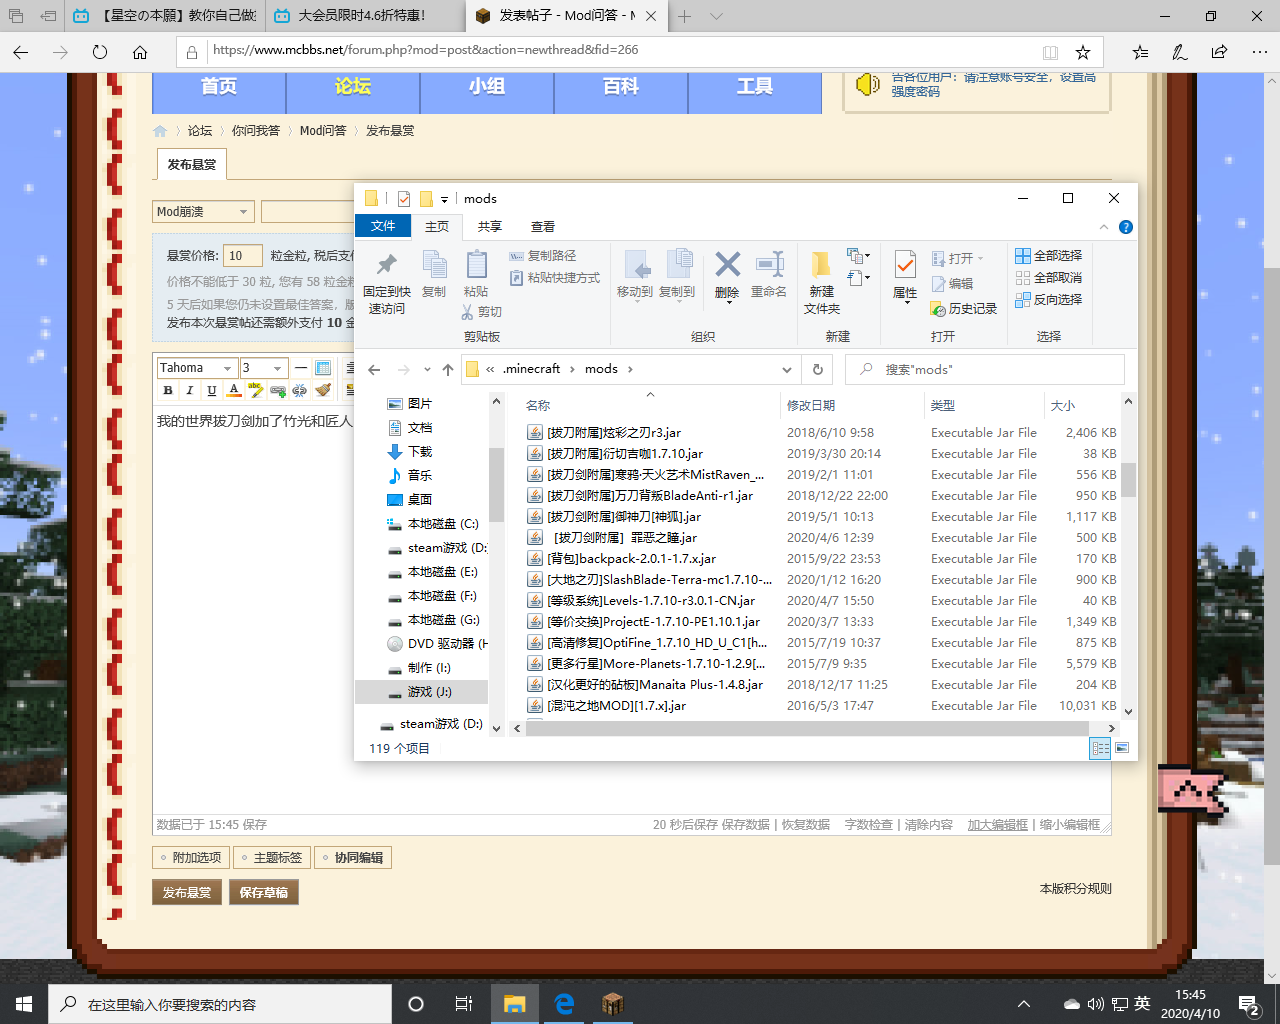 【星空の本願】教你自己做
大会员限时4.6折特惠!
发表帖子 - Mod问答 - M
https://www.mcbbs.net/forum.php?mod=post&action=newthread&fid=266
首页
论坛
小组
百科
工具
告各位用户：请注意账号安全，设置高
强度密码
论坛
你问我答
Mod问答
发布悬赏
发布悬赏
Mod崩溃
悬赏价格: 10 粒金粒, 税后支付
价格不能低于 30 粒, 您有 58 粒金粒
5 天后如果您仍未设置最佳答案，版
发布本次悬赏帖还需额外支付 10 金
Tahoma
3
B I U A
我的世界拔刀剑加了竹光和匠人
mods
文件
主页
共享
查看
固定到快
速访问
复制
粘贴
复制路径
粘贴快捷方式
剪切
剪贴板
移动到
复制到
删除
重命名
组织
新建
文件夹
新建
属性
打开
编辑
历史记录
打开
全部选择
全部取消
反向选择
选择
« .minecraft › mods ›
搜索"mods"
图片
文档
下载
音乐
桌面
本地磁盘 (C:)
steam游戏 (D:
本地磁盘 (E:)
本地磁盘 (F:)
本地磁盘 (G:)
DVD 驱动器 (H
制作 (I:)
游戏 (J:)
steam游戏 (D:)
名称 修改日期 类型 大小
[拔刀附属]炫彩之刃r3.jar 2018/6/10 9:58 Executable Jar File 2,406 KB
[拔刀附属]衍切吉咖1.7.10.jar 2019/3/30 20:14 Executable Jar File 38 KB
[拔刀剑附属]寒鸦·天火艺术MistRaven_... 2019/2/1 11:01 Executable Jar File 556 KB
[拔刀剑附属]万刀背叛BladeAnti-r1.jar 2018/12/22 22:00 Executable Jar File 950 KB
[拔刀剑附属]御神刀[神狐].jar 2019/5/1 10:13 Executable Jar File 1,117 KB
［拔刀剑附属］罪恶之瞳.jar 2020/4/6 12:39 Executable Jar File 500 KB
[背包]backpack-2.0.1-1.7.x.jar 2015/9/22 23:53 Executable Jar File 170 KB
[大地之刃]SlashBlade-Terra-mc1.7.10-... 2020/1/12 16:20 Executable Jar File 900 KB
[等级系统]Levels-1.7.10-r3.0.1-CN.jar 2020/4/7 15:50 Executable Jar File 40 KB
[等价交换]ProjectE-1.7.10-PE1.10.1.jar 2020/3/7 13:33 Executable Jar File 1,349 KB
[高清修复]OptiFine_1.7.10_HD_U_C1[h... 2015/7/19 10:37 Executable Jar File 875 KB
[更多行星]More-Planets-1.7.10-1.2.9[... 2015/7/9 9:35 Executable Jar File 5,579 KB
[汉化更好的砧板]Manaita Plus-1.4.8.jar 2018/12/17 11:25 Executable Jar File 204 KB
[混沌之地MOD][1.7.x].jar 2016/5/3 17:47 Executable Jar File 10,031 KB
119 个项目
数据已于 15:45 保存
20 秒后保存 保存数据 | 恢复数据 字数检查 | 清除内容 加大编辑框 | 缩小编辑框
附加选项
主题标签
协同编辑
发布悬赏
保存草稿
本版积分规则
在这里输入你要搜索的内容
英
15:45
2020/4/10
2